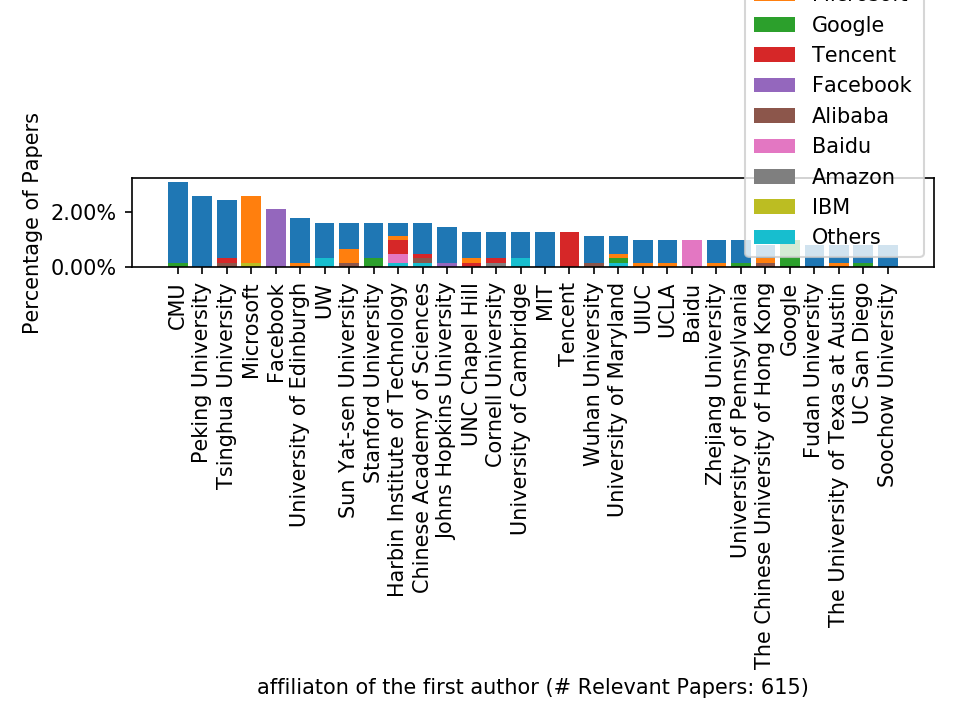 Microsoft
Google
Tencent
Facebook
Alibaba
Baidu
Amazon
IBM
Others
Percentage of Papers
2.00%
0.00%
CMU
Peking University
Tsinghua University
Microsoft
Facebook
University of Edinburgh
UW
Sun Yat-sen University
Stanford University
Harbin Institute of Technology
Chinese Academy of Sciences
Johns Hopkins University
UNC Chapel Hill
Cornell University
University of Cambridge
MIT
Tencent
Wuhan University
University of Maryland
UIUC
UCLA
Baidu
Zhejiang University
University of Pennsylvania
The Chinese University of Hong Kong
Google
Fudan University
The University of Texas at Austin
UC San Diego
Soochow University
affiliaton of the first author (# Relevant Papers: 615)